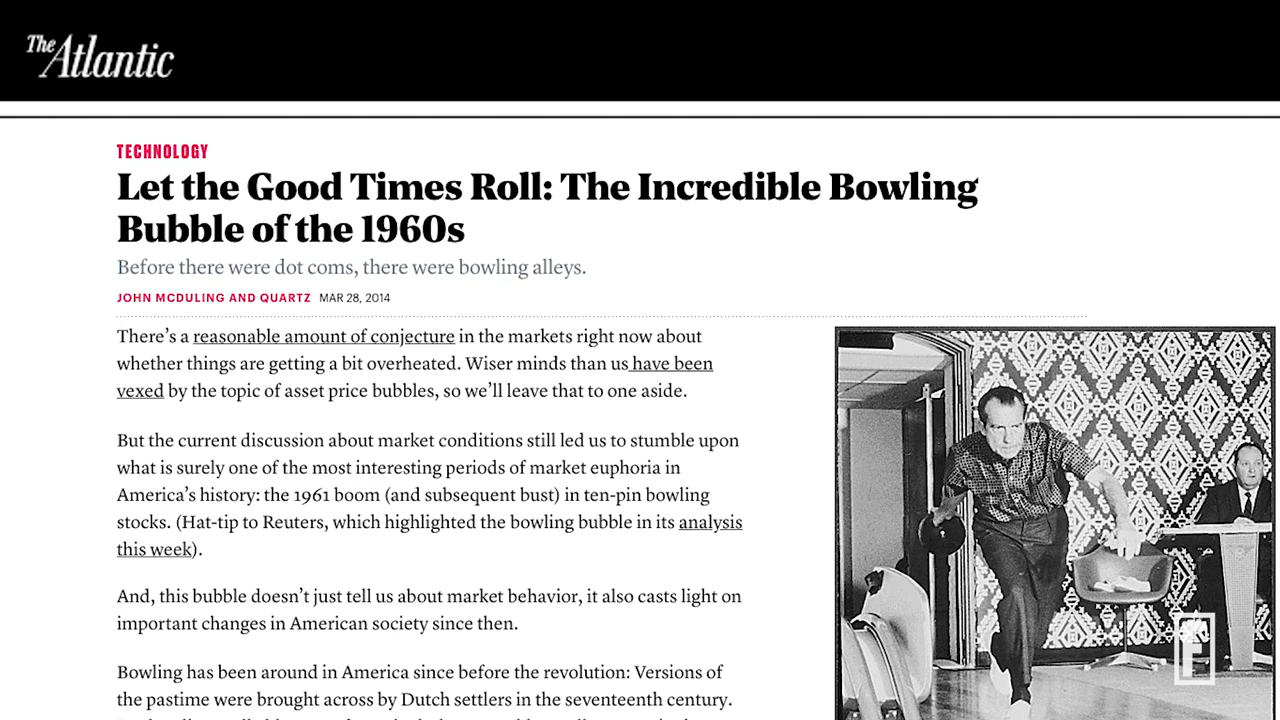 The Atlantic
TECHNOLOGY
Let the Good Times Roll: The Incredible Bowling
Bubble of the 1960s
Before there were dot coms, there were bowling alleys.
JOHN MCDULING AND QUARTZ MAR 28, 2014
There’s a reasonable amount of conjecture in the markets right now about
whether things are getting a bit overheated. Wiser minds than us have been
vexed by the topic of asset price bubbles, so we’ll leave that to one aside.
But the current discussion about market conditions still led us to stumble upon
what is surely one of the most interesting periods of market euphoria in
America’s history: the 1961 boom (and subsequent bust) in ten-pin bowling
stocks. (Hat-tip to Reuters, which highlighted the bowling bubble in its analysis
this week).
And, this bubble doesn’t just tell us about market behavior, it also casts light on
important changes in American society since then.
Bowling has been around in America since before the revolution: Versions of
the pastime were brought across by Dutch settlers in the seventeenth century.
F